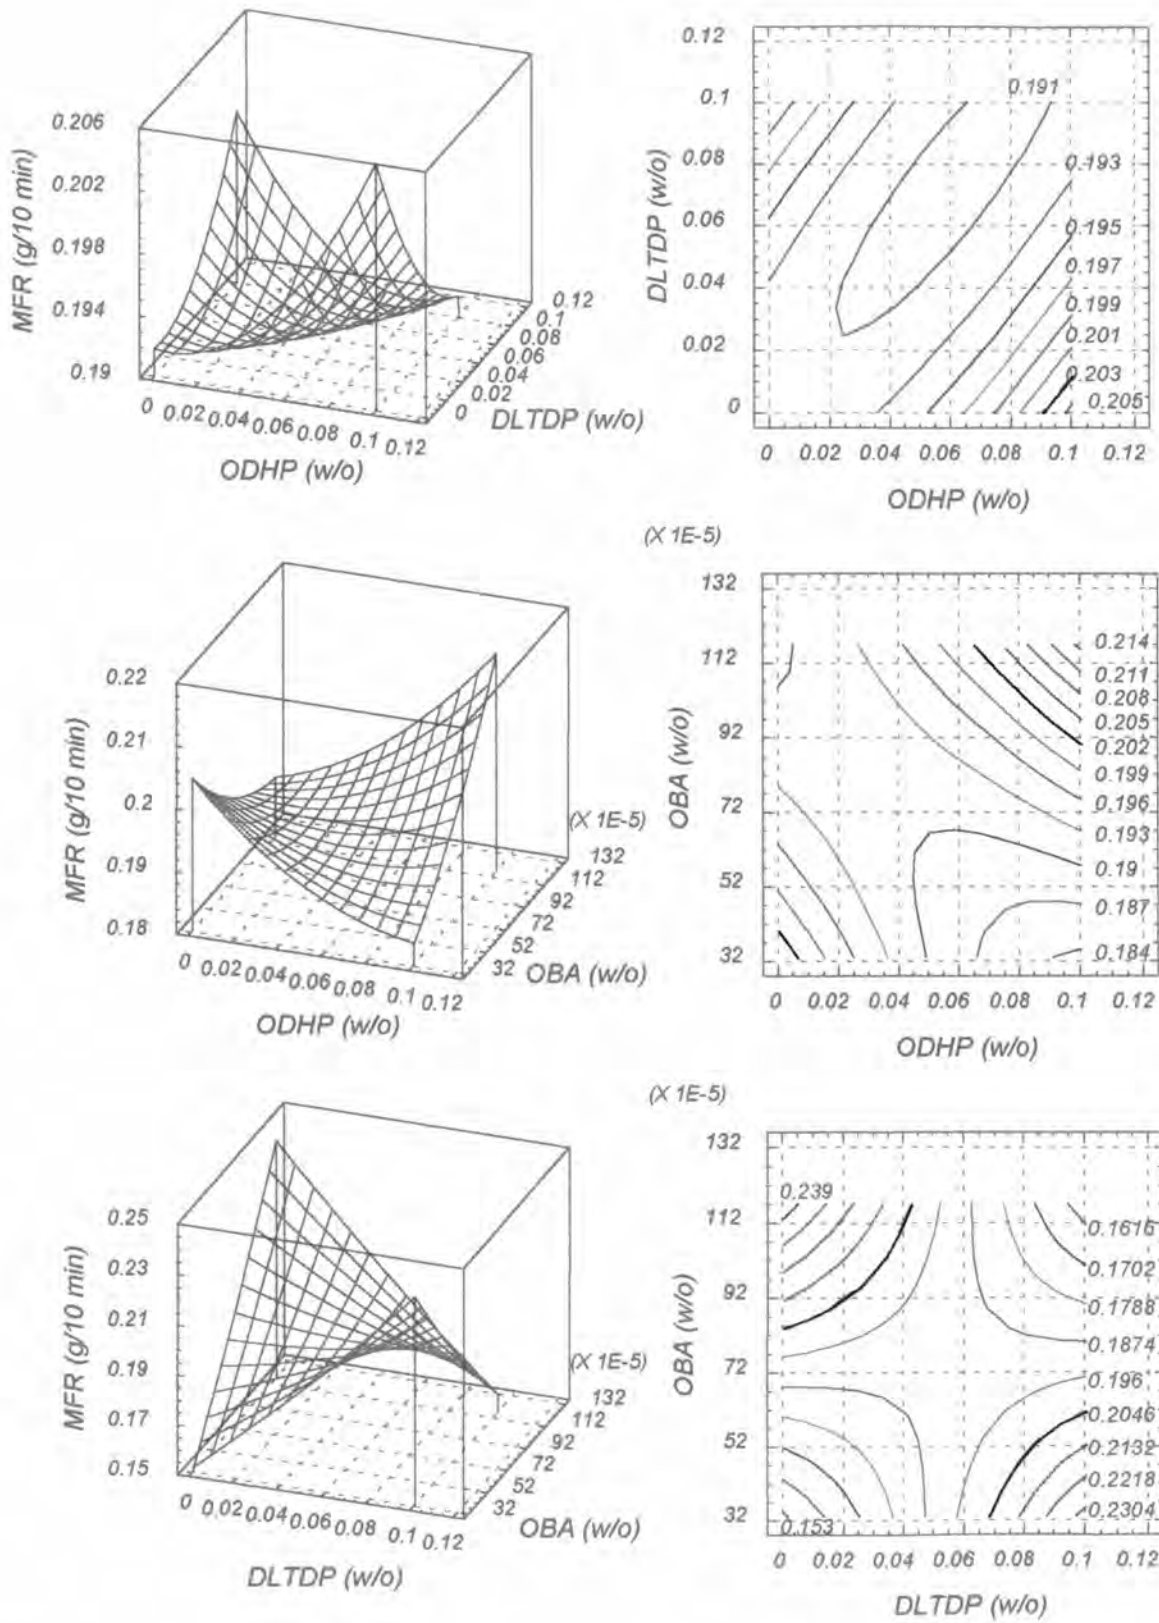 0.206
0.202
0.198
0.194
0.19
MFR (g/10 min)
0 0.02 0.04 0.06 0.08 0.1 0.12
ODHP (w/o)
0 0.02 0.04 0.06 0.08 0.1 0.12
DLTDP (w/o)
0.12
0.1
0.08
0.06
0.04
0.02
0
DLTDP (w/o)
0.191
0.193
0.195
0.197
0.199
0.201
0.203
0.205
0 0.02 0.04 0.06 0.08 0.1 0.12
ODHP (w/o)
0.22
0.21
0.2
0.19
0.18
MFR (g/10 min)
0 0.02 0.04 0.06 0.08 0.1 0.12
ODHP (w/o)
(X 1E-5)
132
112
92
72
52
32
OBA (w/o)
(X 1E-5)
132
112
92
72
52
32
OBA (w/o)
0.214
0.211
0.208
0.205
0.202
0.199
0.196
0.193
0.19
0.187
0.184
0 0.02 0.04 0.06 0.08 0.1 0.12
ODHP (w/o)
0.25
0.23
0.21
0.19
0.17
0.15
MFR (g/10 min)
0 0.02 0.04 0.06 0.08 0.1 0.12
DLTDP (w/o)
(X 1E-5)
132
112
92
72
52
32
OBA (w/o)
(X 1E-5)
132
112
92
72
52
32
OBA (w/o)
0.239
0.1616
0.1702
0.1788
0.1874
0.196
0.2046
0.2132
0.2218
0.2304
0.153
0 0.02 0.04 0.06 0.08 0.1 0.12
DLTDP (w/o)